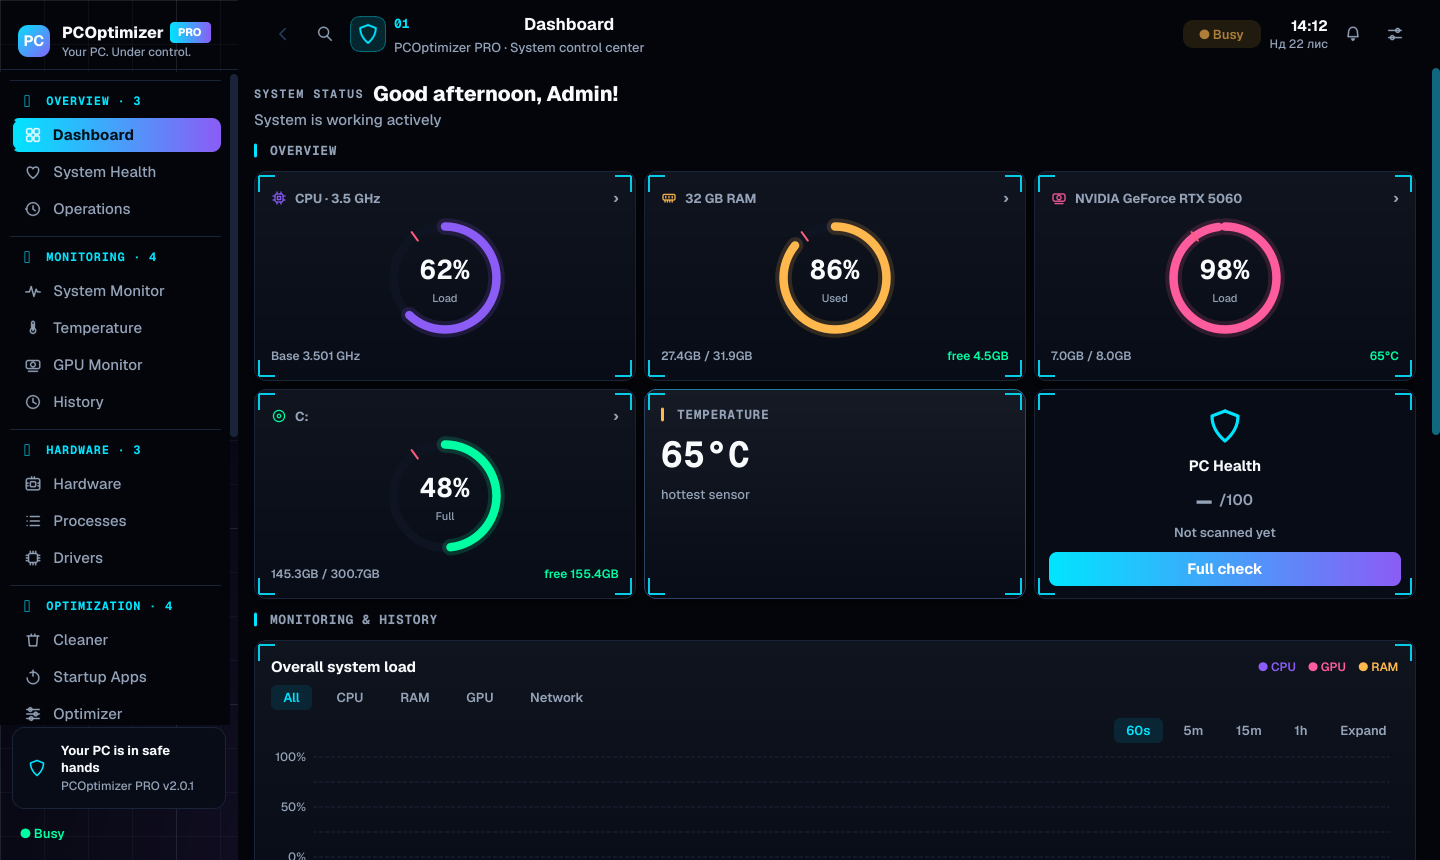 PC
PCOptimizer PRO
Your PC. Under control.
OVERVIEW · 3
Dashboard
System Health
Operations
MONITORING · 4
System Monitor
Temperature
GPU Monitor
History
HARDWARE · 3
Hardware
Processes
Drivers
OPTIMIZATION · 4
Cleaner
Startup Apps
Optimizer
Your PC is in safe
hands
PCOptimizer PRO v2.0.1
Busy
01
Dashboard
PCOptimizer PRO · System control center
Busy
14:12
Нд 22 лис
SYSTEM STATUS Good afternoon, Admin!
System is working actively
OVERVIEW
CPU · 3.5 GHz
62%
Load
Base 3.501 GHz
32 GB RAM
86%
Used
27.4GB / 31.9GB free 4.5GB
NVIDIA GeForce RTX 5060
98%
Load
7.0GB / 8.0GB 65°C
C:
48%
Full
145.3GB / 300.7GB free 155.4GB
TEMPERATURE
65°C
hottest sensor
PC Health
— /100
Not scanned yet
Full check
MONITORING & HISTORY
Overall system load
CPU GPU RAM
All CPU RAM GPU Network
60s 5m 15m 1h Expand
100%
50%
0%